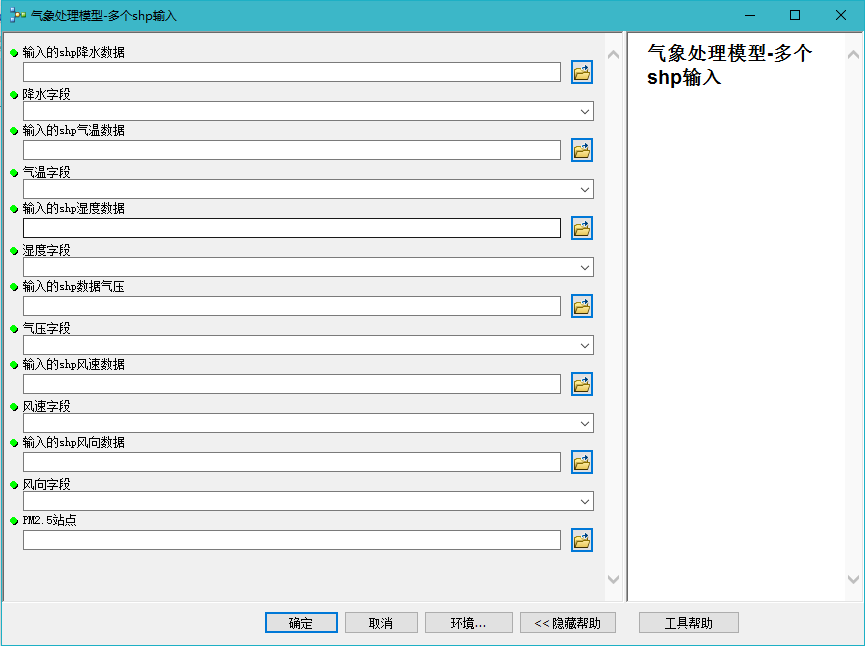 气象处理模型-多个shp输入
输入的shp降水数据
降水字段
输入的shp气温数据
气温字段
输入的shp湿度数据
湿度字段
输入的shp数据气压
气压字段
输入的shp风速数据
风速字段
输入的shp风向数据
风向字段
PM2.5站点
气象处理模型-多个
shp输入
确定
取消
环境...
<< 隐藏帮助
工具帮助